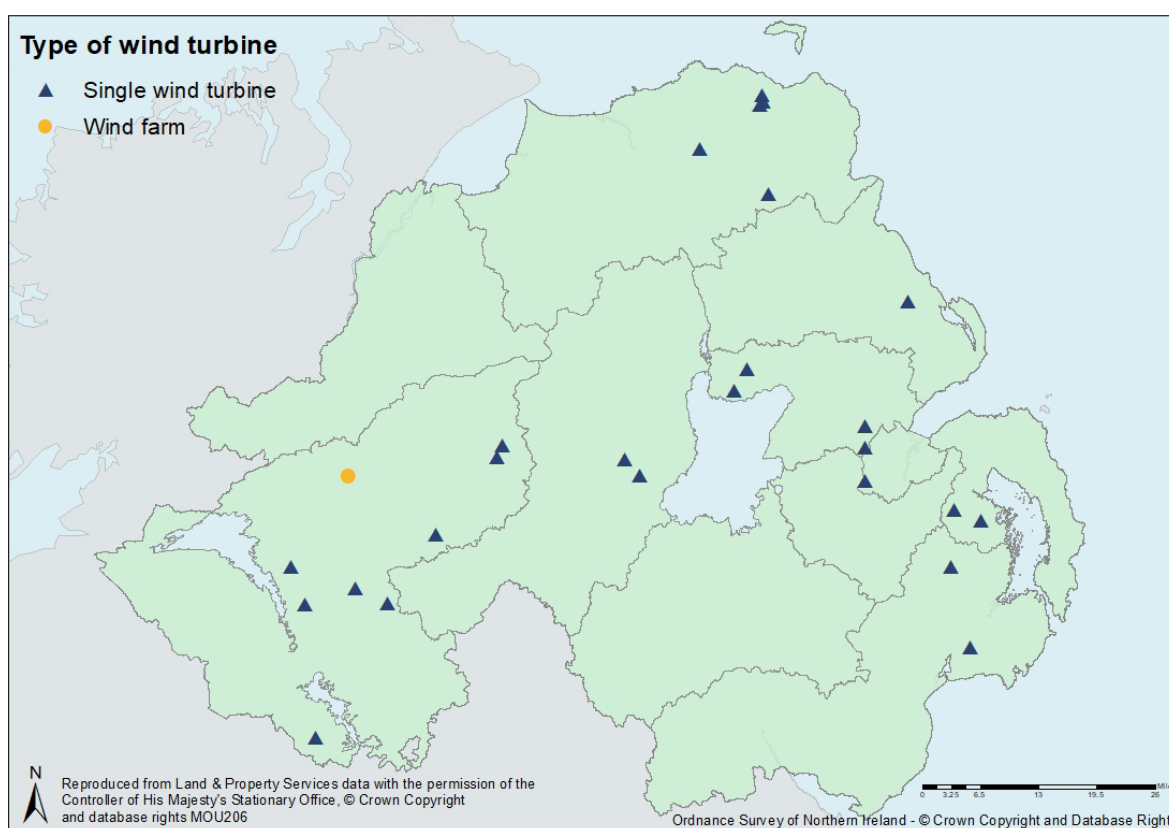 Type of wind turbine
Single wind turbine
Wind farm
N
Reproduced from Land & Property Services data with the permission of the
Controller of His Majesty's Stationary Office, © Crown Copyright
and database rights MOU206
0 3.25 6.5 13 19.5 26
Ordnance Survey of Northern Ireland - © Crown Copyright and Database Right